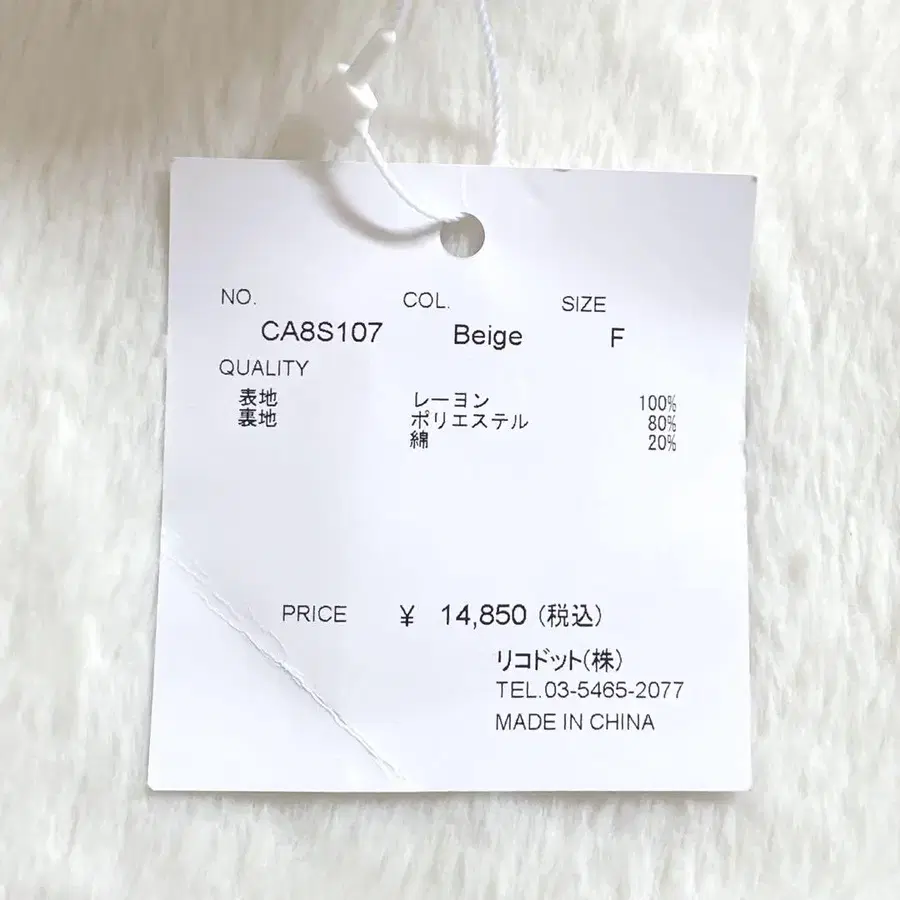 NO. COL. SIZE
CA8S107 Beige F
QUALITY
表地 レーヨン 100%
裏地 ポリエステル 80%
綿 20%
PRICE ¥ 14,850 (税込)
リコドット(株)
TEL.03-5465-2077
MADE IN CHINA